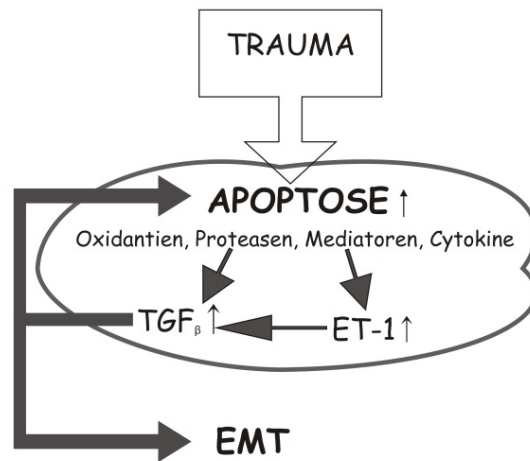 TRAUMA
APOPTOSE ↑
Oxidantien, Proteasen, Mediatoren, Cytokine
TGFβ ↑ ET-1 ↑
EMT